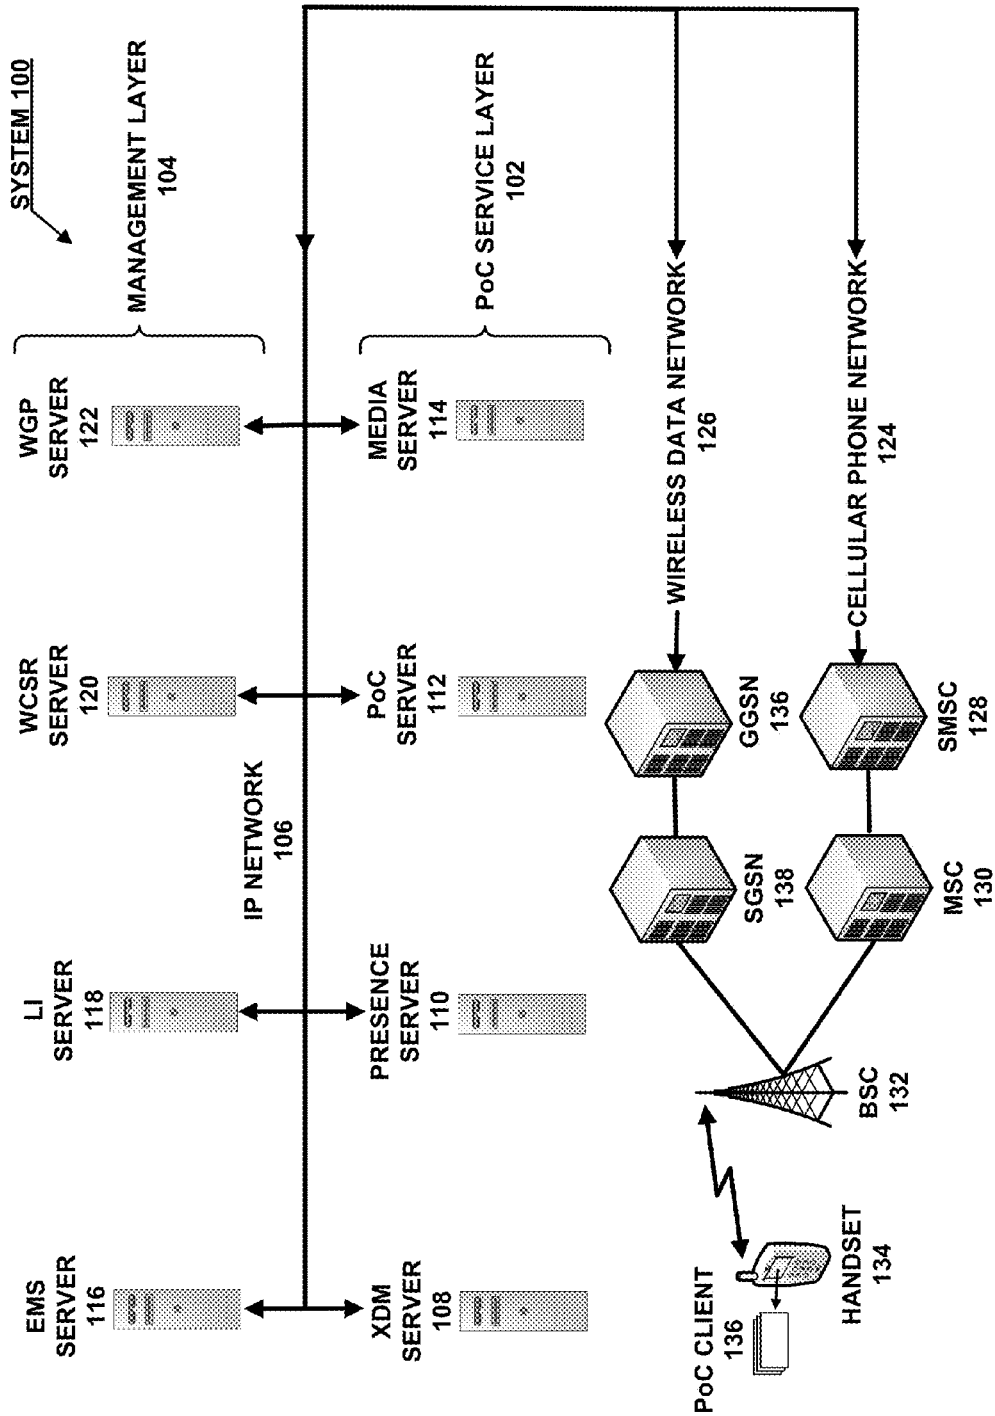 SYSTEM 100
EMS
SERVER
116
LI
SERVER
118
WCSR
SERVER
120
WGP
SERVER
122
MANAGEMENT LAYER
104
IP NETWORK
106
XDM
SERVER
108
PRESENCE
SERVER
110
PoC
SERVER
112
MEDIA
SERVER
114
PoC SERVICE LAYER
102
WIRELESS DATA NETWORK
126
GGSN
136
SGSN
138
CELLULAR PHONE NETWORK
124
SMSC
128
MSC
130
BSC
132
PoC CLIENT
136
HANDSET
134